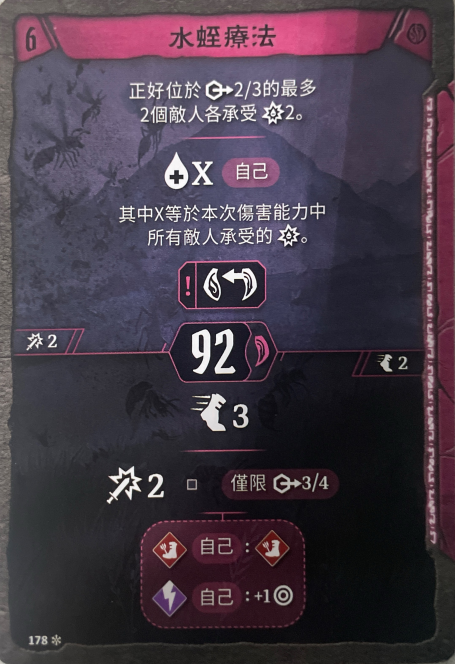 6 水蛭療法
正好位於 2/3的最多
2個敵人各承受 2。
X 自己
其中X等於本次傷害能力中
所有敵人承受的 。
!
2
92
2
3
2 僅限 3/4
自己 :
自己 :+1
178